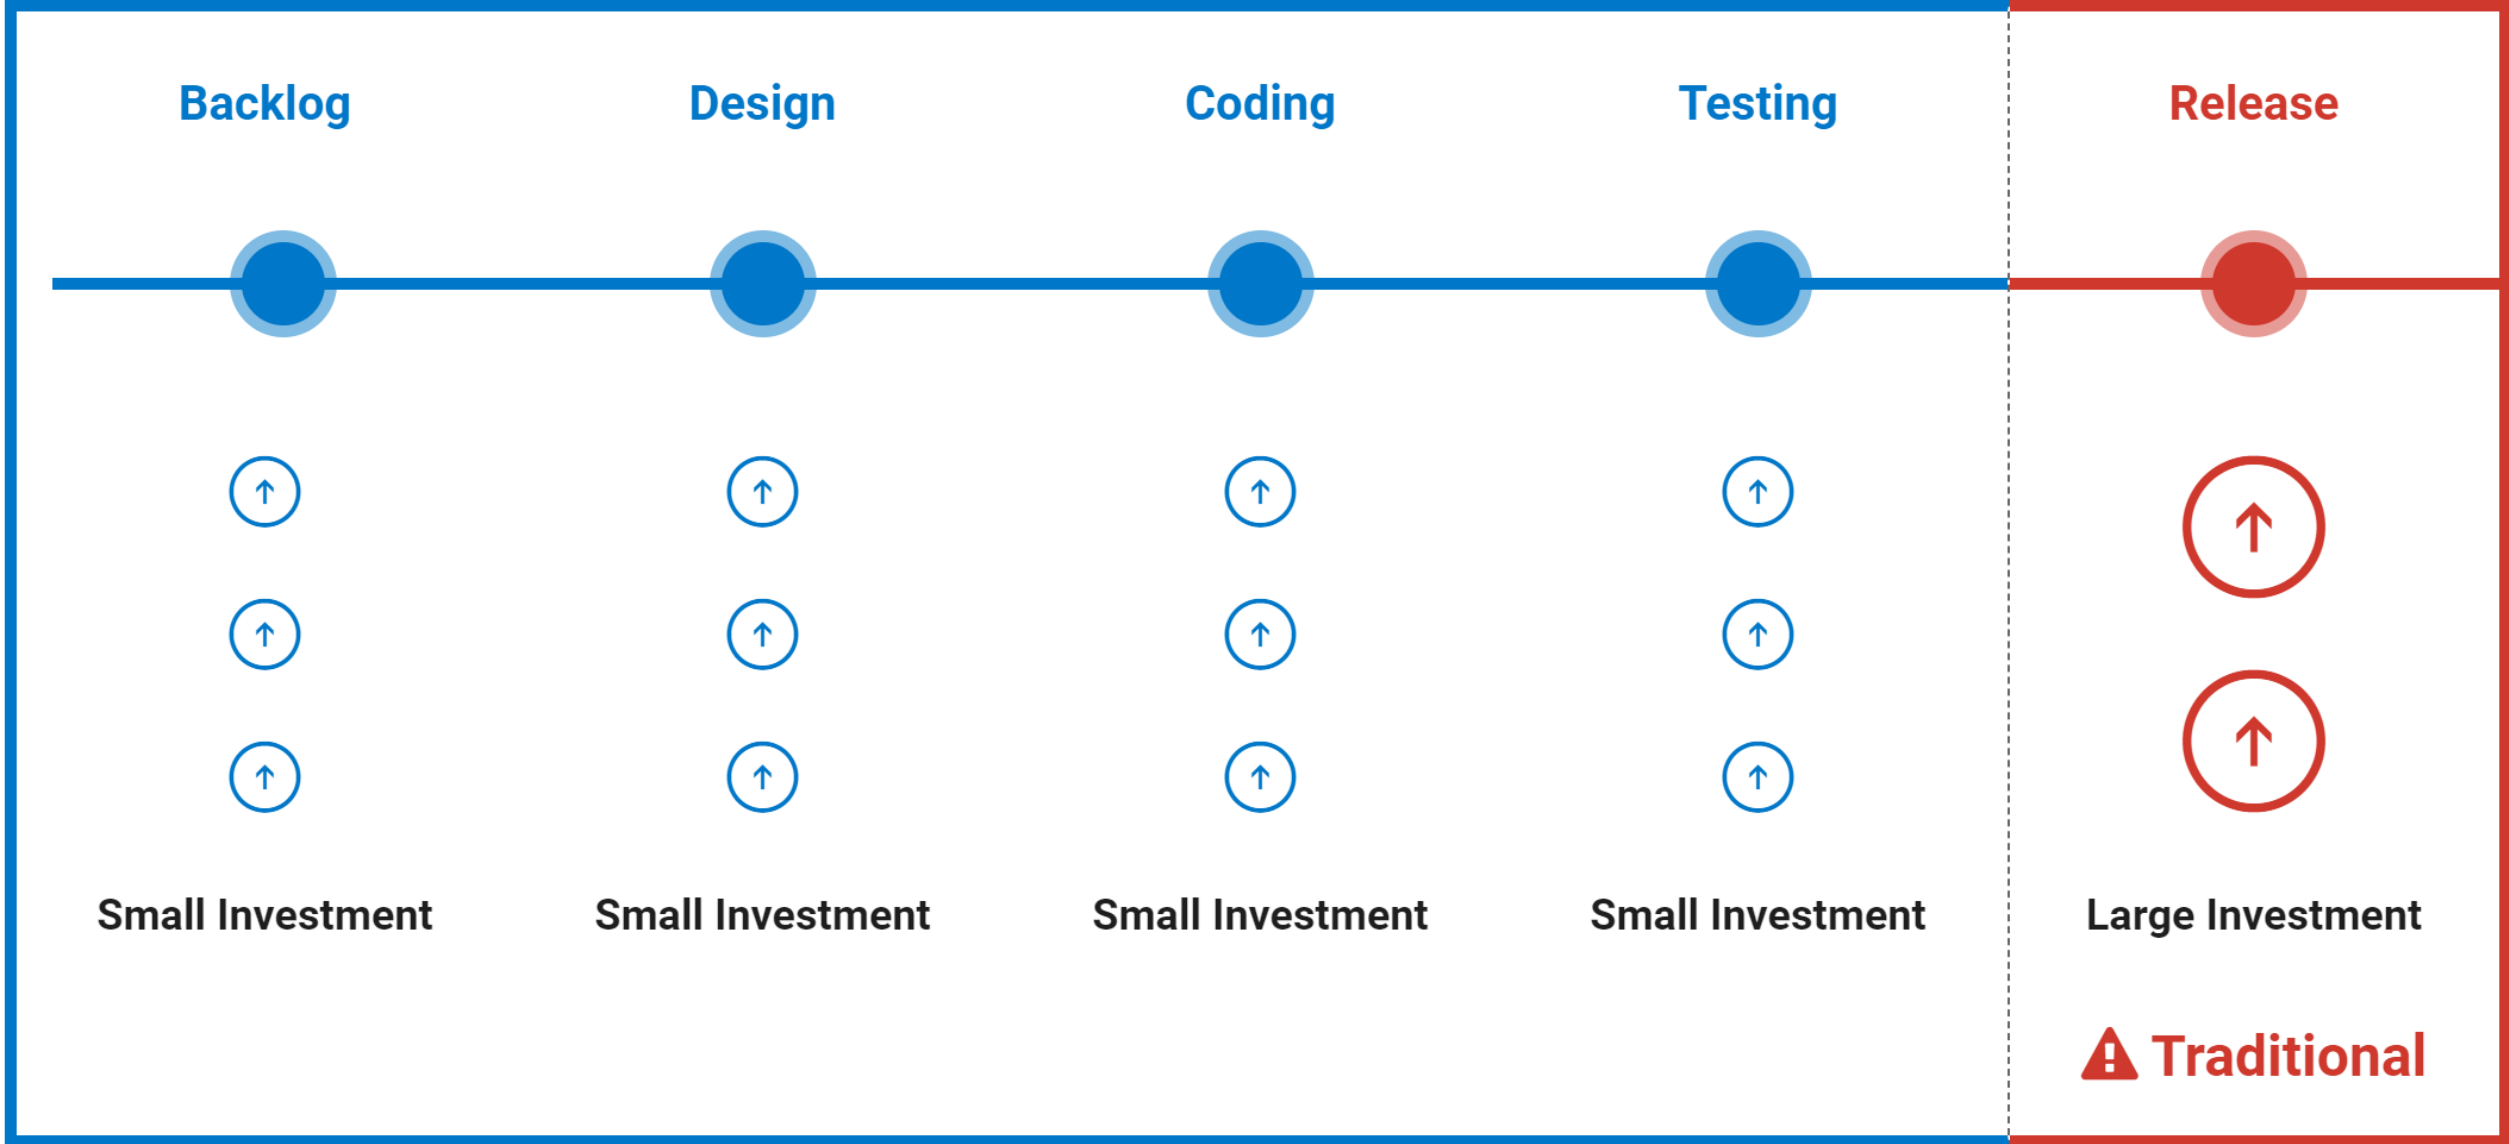 Backlog
Design
Coding
Testing
Release
Small Investment
Small Investment
Small Investment
Small Investment
Large Investment
Traditional